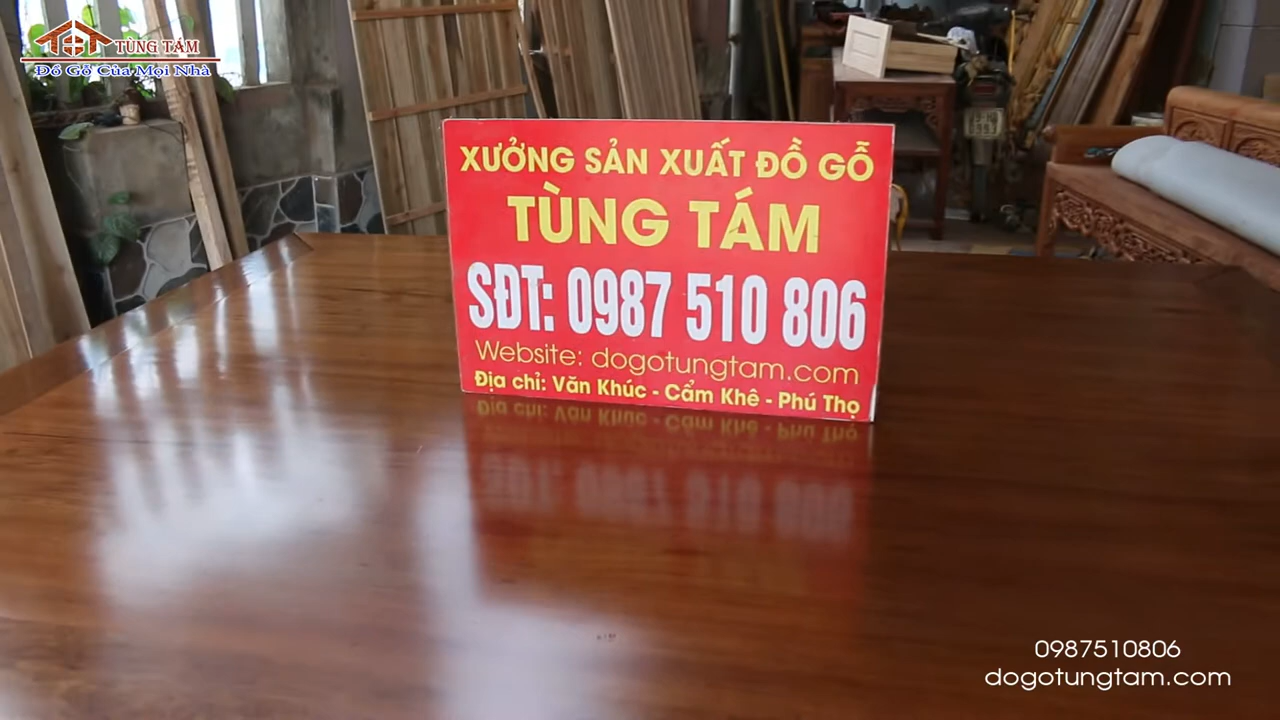 TÙNG TÁM
Đồ Gỗ Của Mọi Nhà
XƯỞNG SẢN XUẤT ĐỒ GỖ
TÙNG TÁM
SĐT: 0987 510 806
Website: dogotungtam.com
Địa chỉ: Văn Khúc - Cẩm Khê - Phú Thọ
0987510806
dogotungtam.com